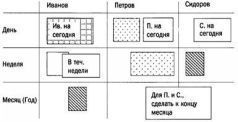 Иванов Петров Сидоров
День
Ив. на
сегодня
П. на
сегодня
С. на
сегодня
Неделя
В теч.
недели
Месяц (Год)
Для П. и С.,
сделать к концу
месяца